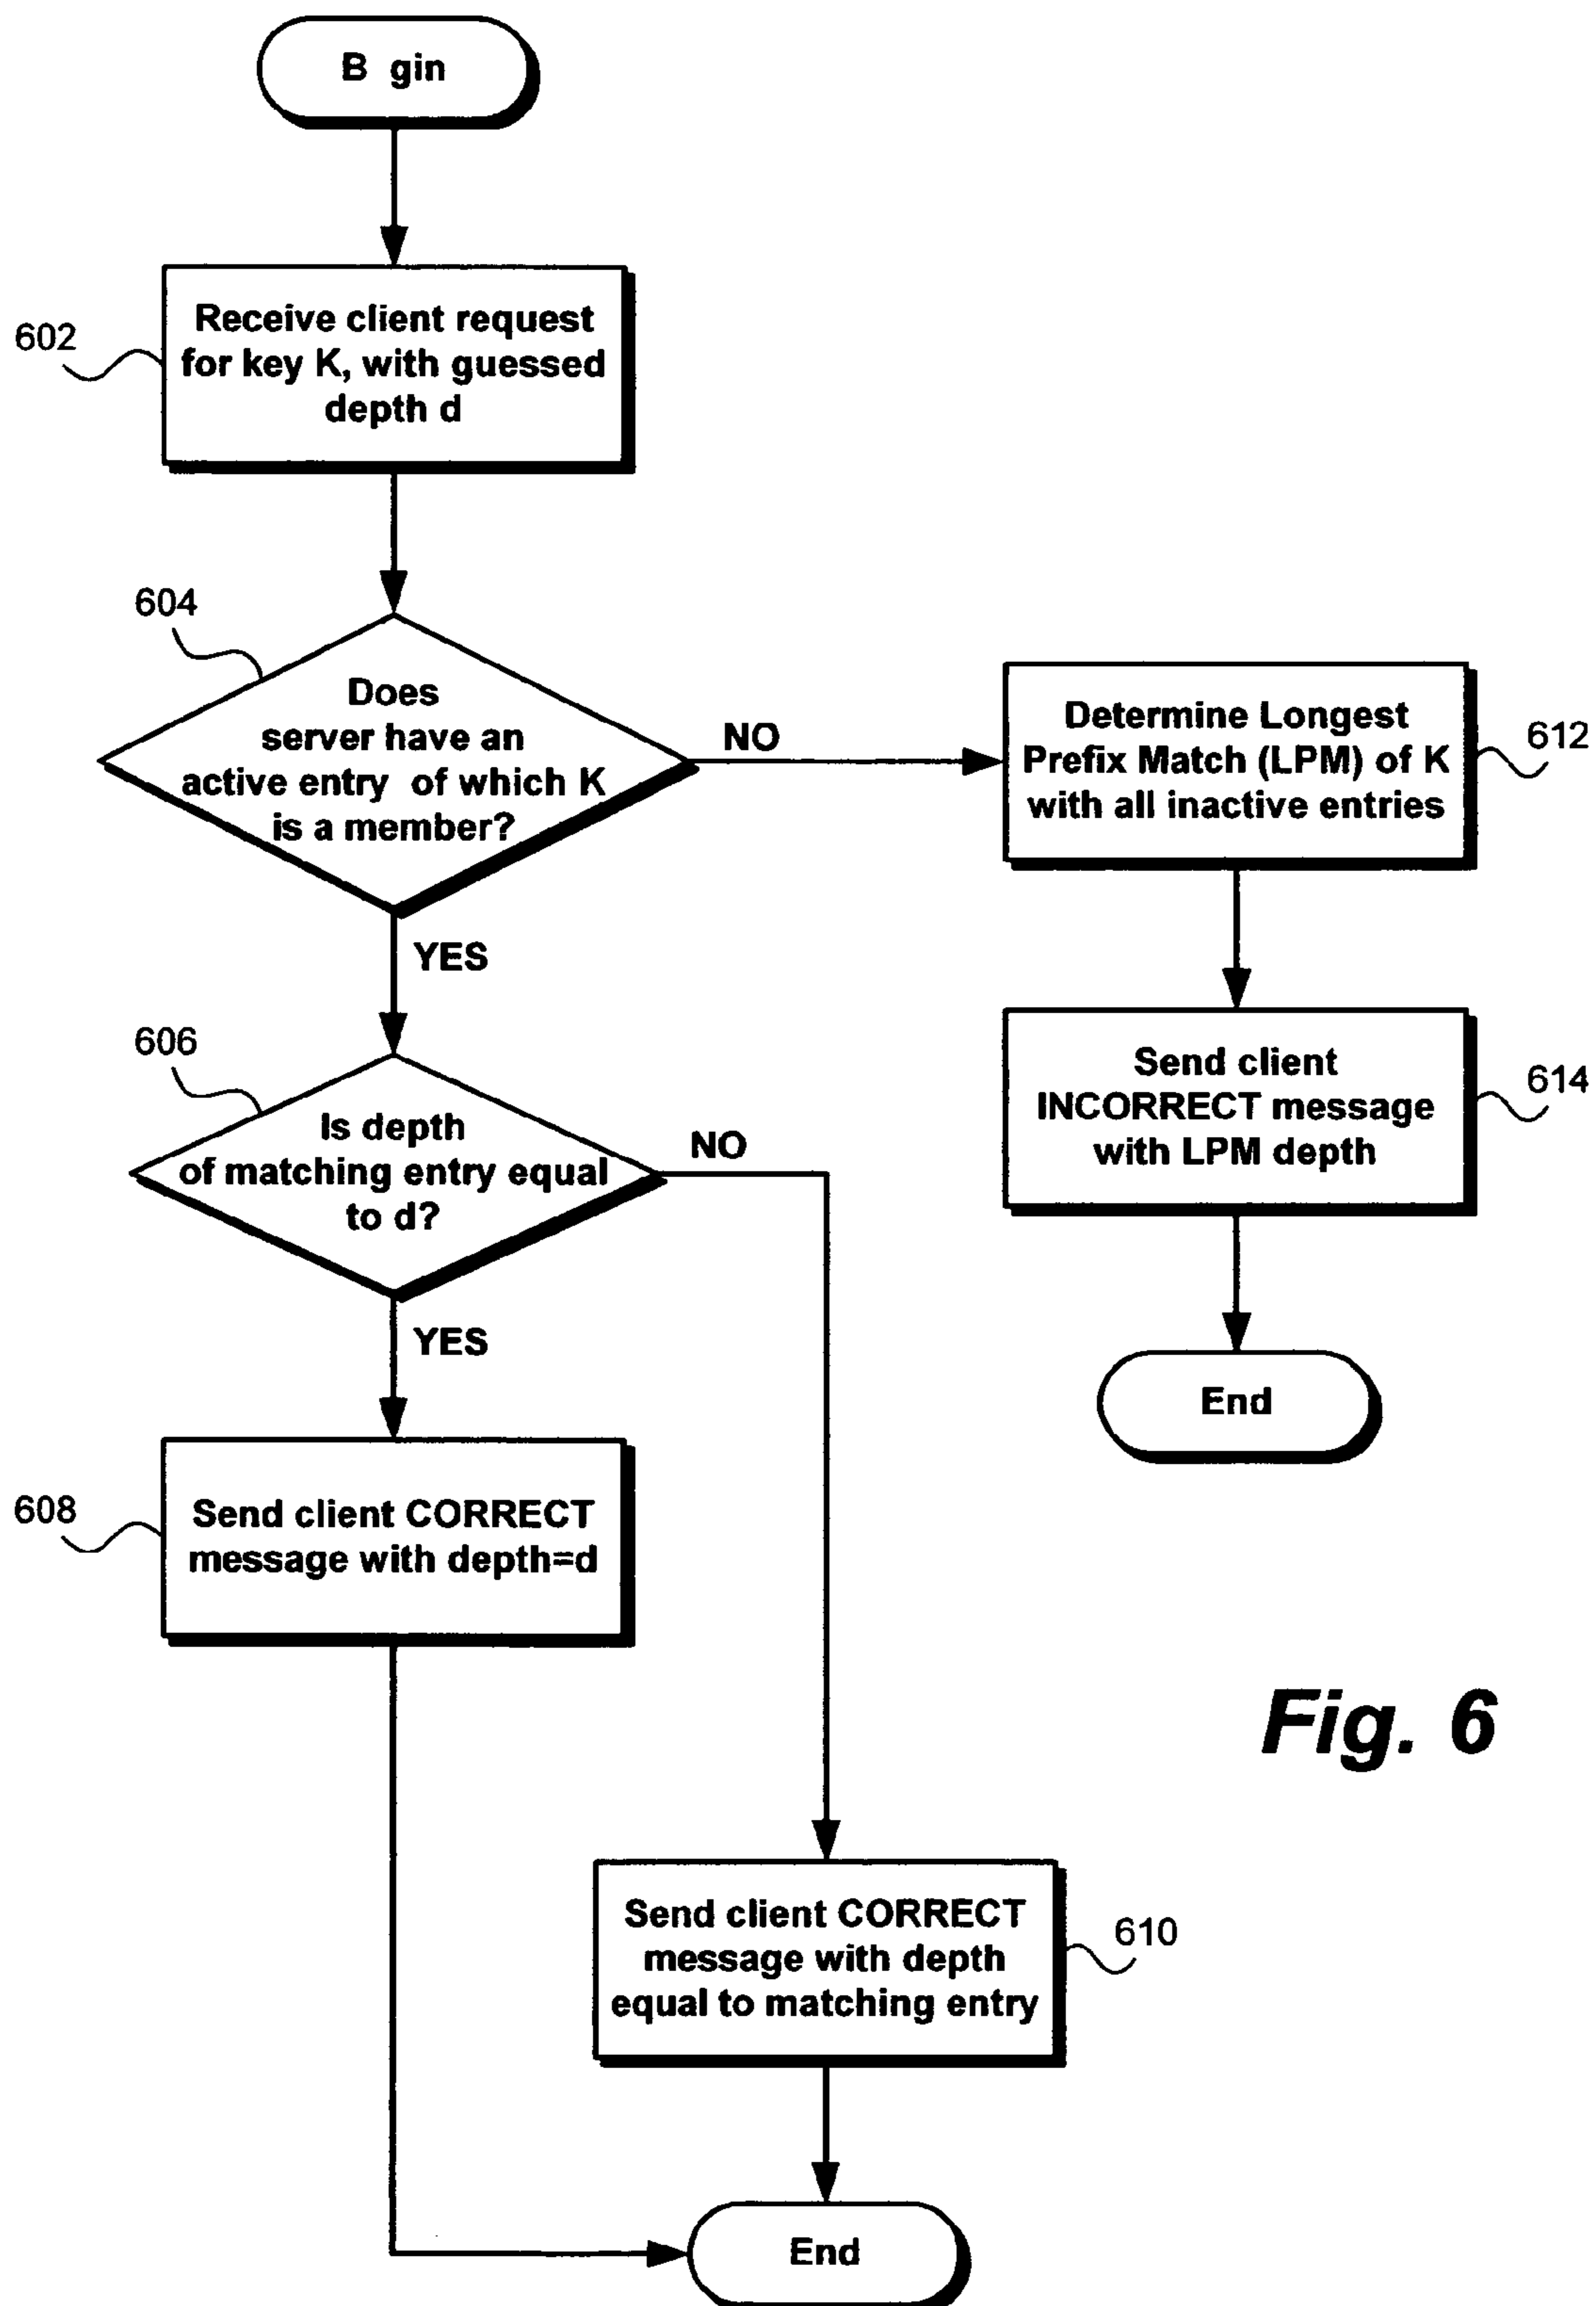 B gin
602
Receive client request
for key K, with guessed
depth d
604
Does
server have an
active entry of which K
is a member?
NO
Determine Longest
Prefix Match (LPM) of K
with all inactive entries
612
YES
606
Is depth
of matching entry equal
to d?
NO
Send client
INCORRECT message
with LPM depth
614
YES
End
608
Send client CORRECT
message with depth=d
Fig. 6
Send client CORRECT
message with depth
equal to matching entry
610
End